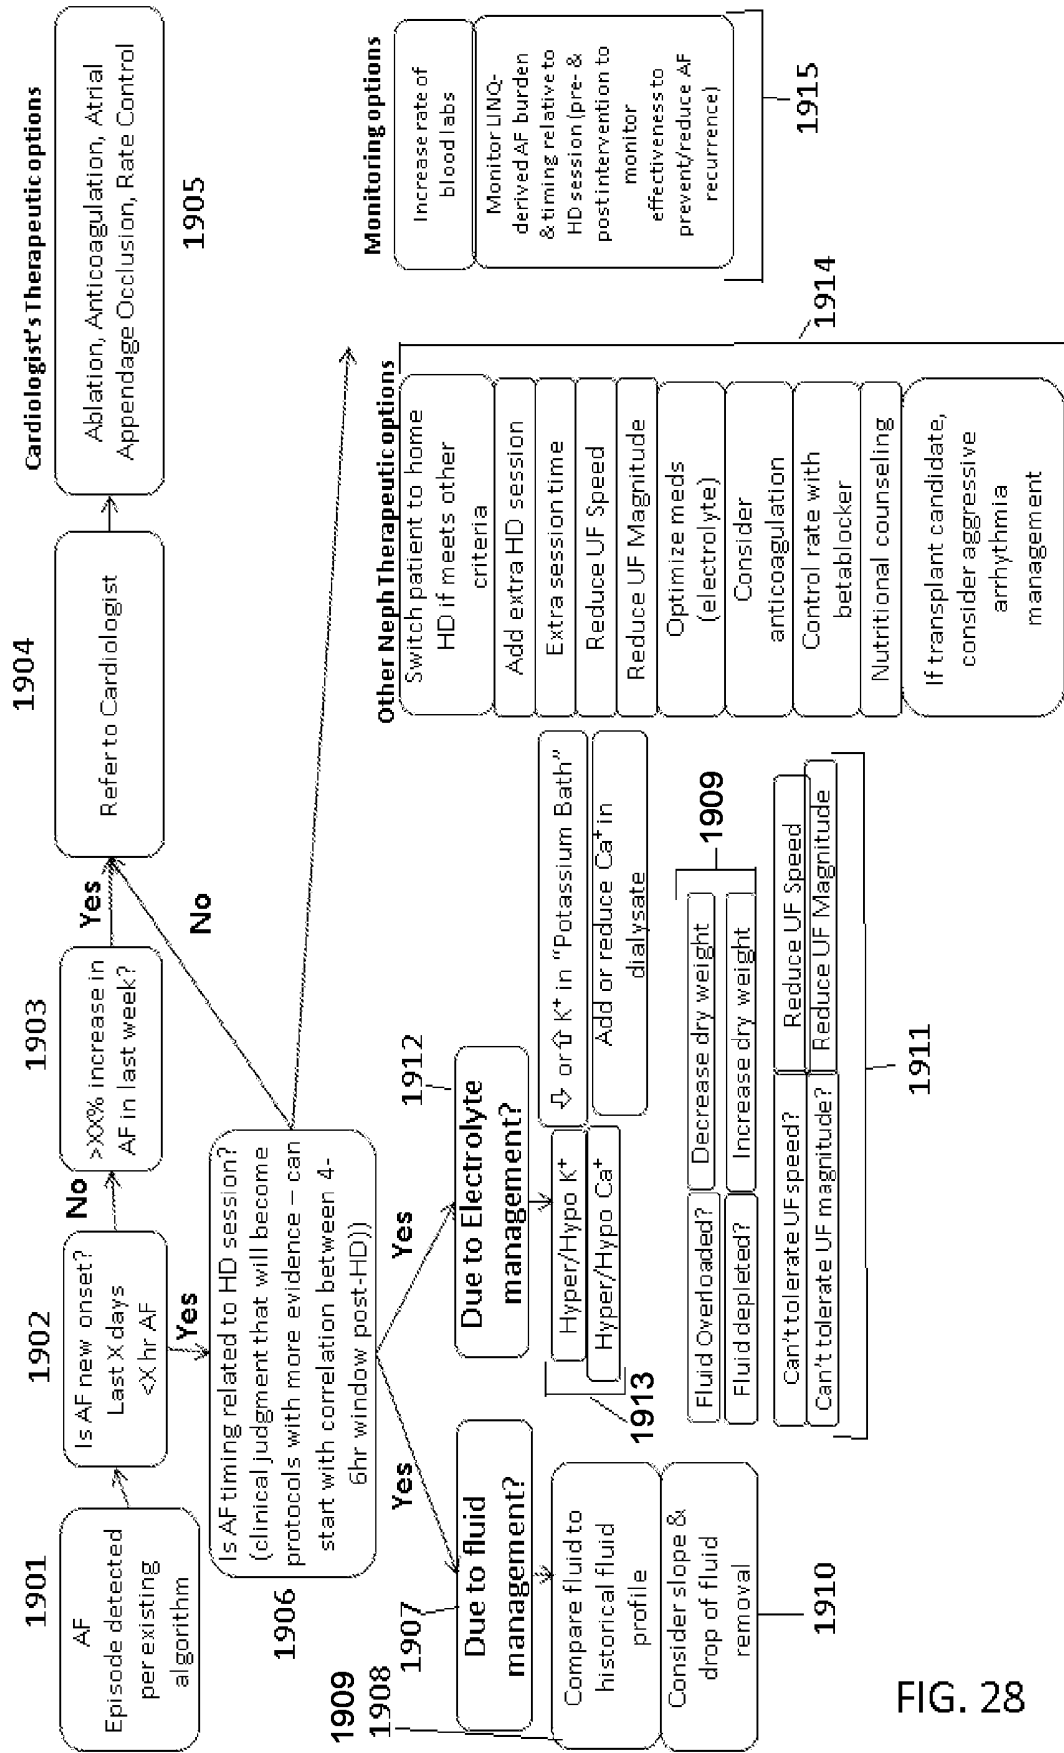 1901
AF
Episode detected
per existing
algorithm
1902
Is AF new onset?
Last X days
<X hr AF
No
Yes
1903
>XX% increase in
AF in last week?
Yes
No
1904
Refer to Cardiologist
Cardiologist's Therapeutic options
Ablation, Anticoagulation, Atrial
Appendage Occlusion, Rate Control
1905
Is AF timing related to HD session?
(clinical judgment that will become
protocols with more evidence – can
start with correlation between 4-
6hr window post-HD))
1906
Yes
Yes
1907
Due to fluid
management?
1909
1908
Compare fluid to
historical fluid
profile
Consider slope &
drop of fluid
removal
1910
1912
Due to Electrolyte
management?
Hyper/Hypo K⁺
⇩ or⇧ K⁺ in “Potassium Bath”
Hyper/Hypo Ca⁺
Add or reduce Ca⁺ in
dialysate
1913
Fluid Overloaded?
Decrease dry weight
Fluid depleted?
Increase dry weight
1909
Can't tolerate UF speed?
Reduce UF Speed
Can't tolerate UF magnitude?
Reduce UF Magnitude
1911
Other Neph Therapeutic options
Switch patient to home
HD if meets other
criteria
Add extra HD session
Extra session time
Reduce UF Speed
Reduce UF Magnitude
Optimize meds
(electrolyte)
Consider
anticoagulation
Control rate with
betablocker
Nutritional counseling
If transplant candidate,
consider aggressive
arrhythmia
management
1914
Monitoring options
Increase rate of
blood labs
Monitor LINQ-
derived AF burden
& timing relative to
HD session (pre- &
post intervention to
monitor
effectiveness to
prevent/reduce AF
recurrence)
1915
FIG. 28